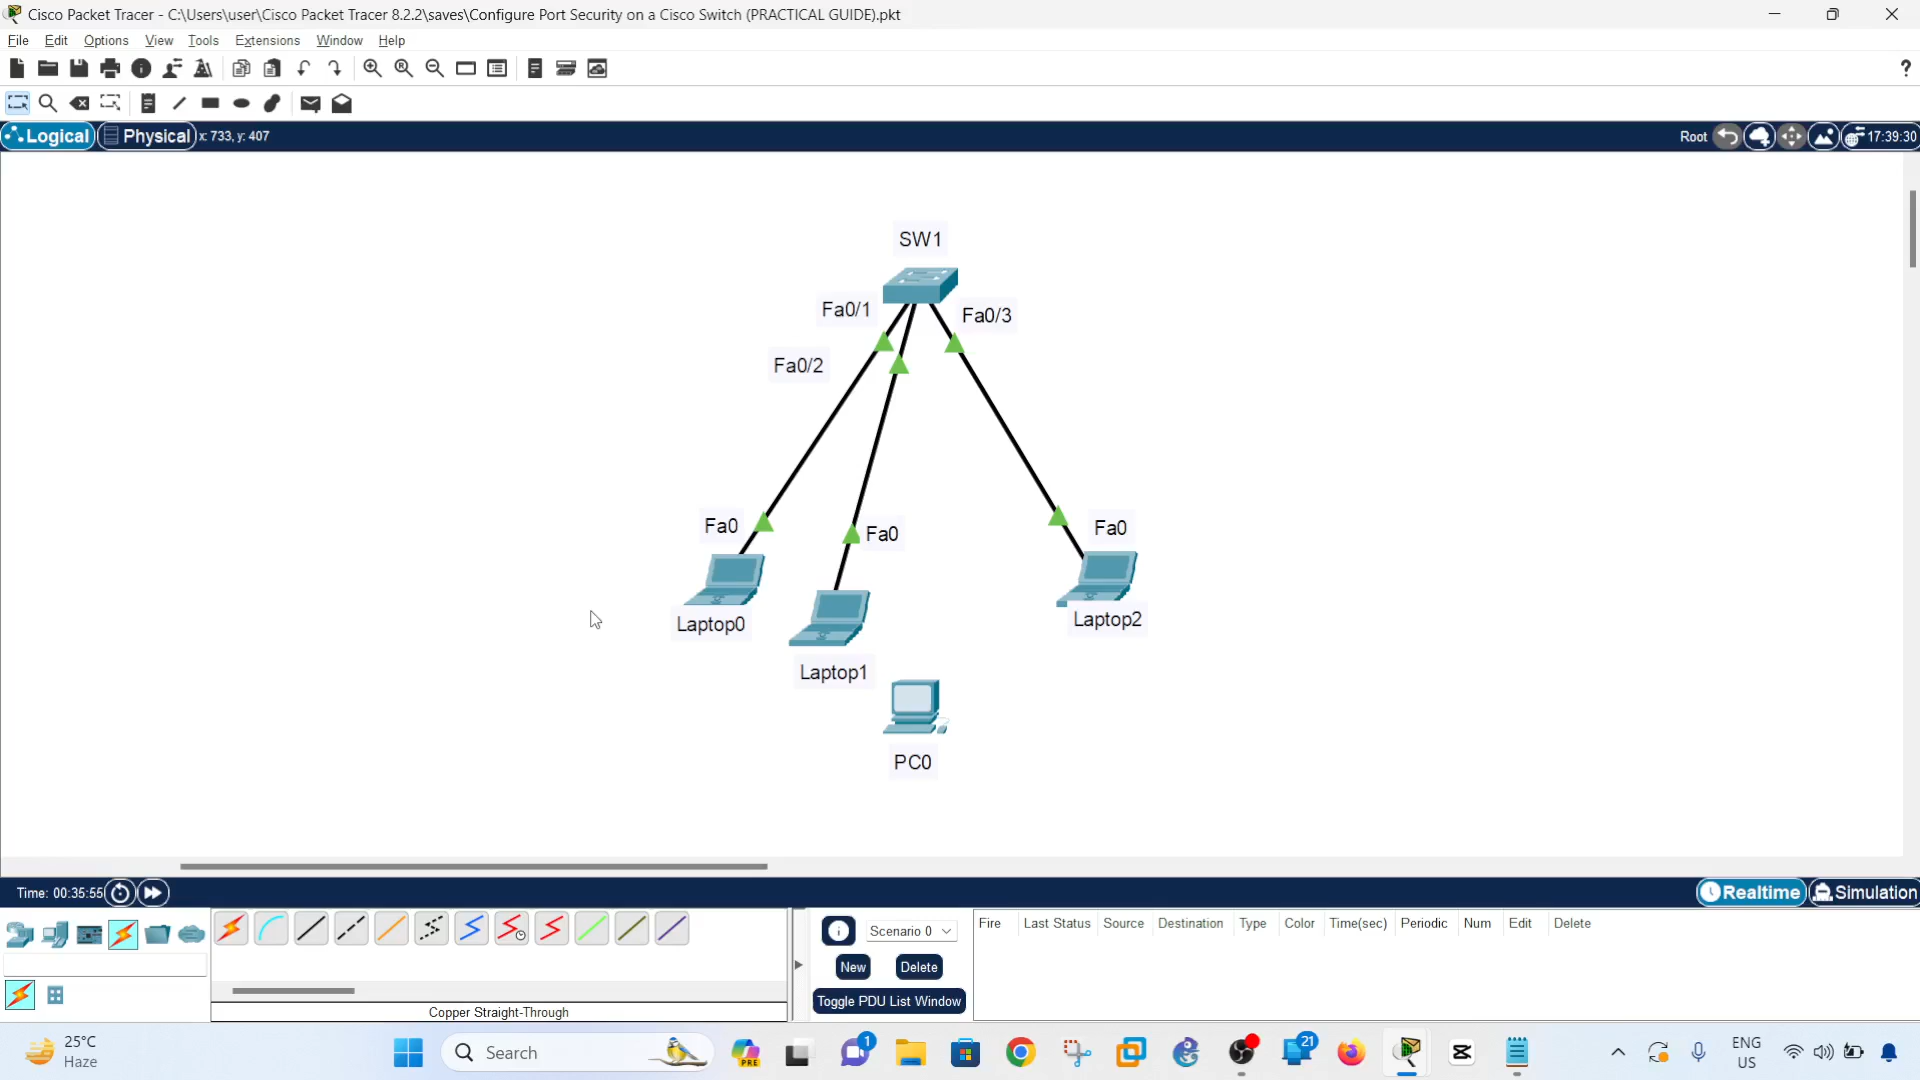 Cisco Packet Tracer - C:\Users\user\Cisco Packet Tracer 8.2.2\saves\Configure Port Security on a Cisco Switch (PRACTICAL GUIDE).pkt
File Edit Options View Tools Extensions Window Help
?
Logical Physical x: 733, y: 407 Root 17:39:30
SW1
Fa0/1
Fa0/3
Fa0/2
Fa0
Fa0
Fa0
Laptop0
Laptop2
Laptop1
PC0
Time: 00:35:55 Realtime Simulation
Scenario 0
Fire Last Status Source Destination Type Color Time(sec) Periodic Num Edit Delete
New Delete
Toggle PDU List Window
Copper Straight-Through
25°C
Haze
Search
PRE
1
21
ENG
US